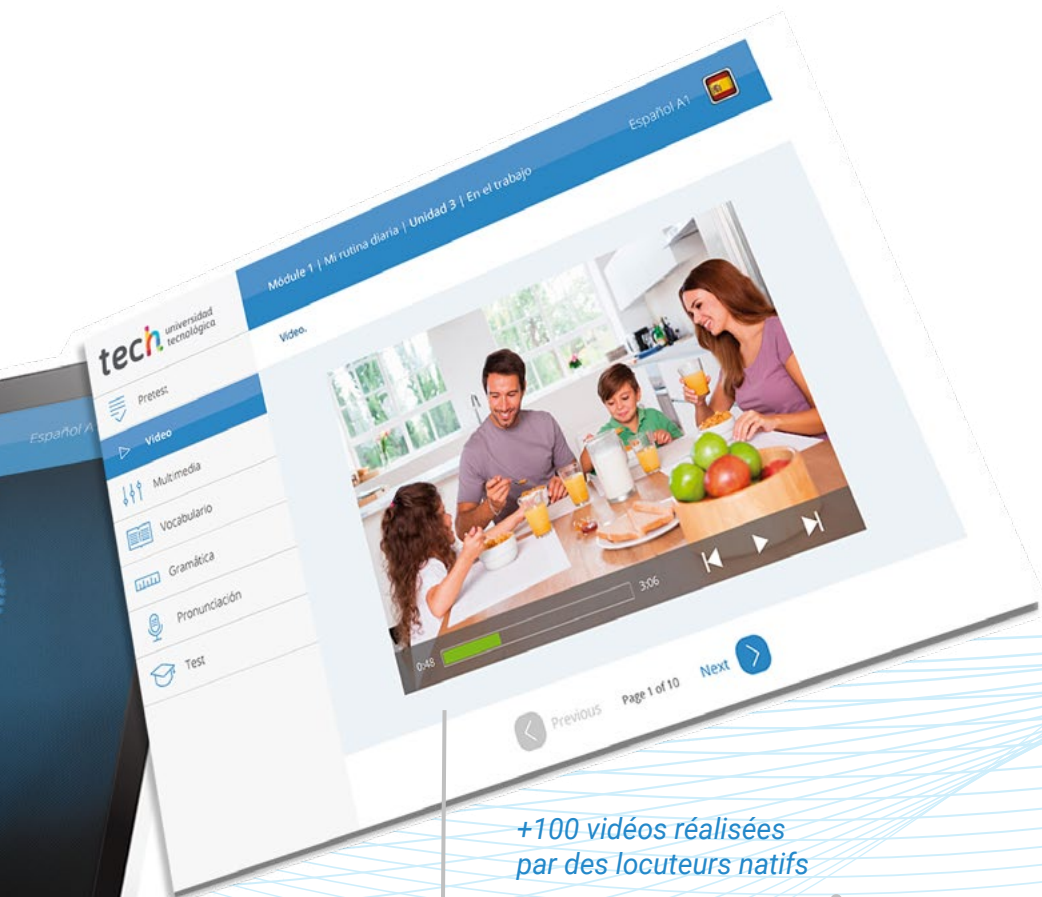 Español A1
Módule 1 | Mi rutina diaria | Unidad 3 | En el trabajo
tech universidad
tecnológica
Video.
Pretest
Video
Multimedia
Vocabulario
Gramática
Pronunciación
Test
0:48
3:06
Previous
Page 1 of 10
Next
Español A
+100 vidéos réalisées
par des locuteurs natifs